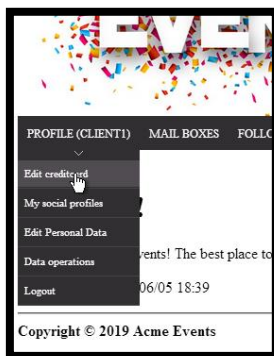 EVEN
PROFILE (CLIENT1) MAIL BOXES
Edit creditcard
My social profiles
Edit Personal Data
Data operations vents! The best place to
Logout 06/05 18:39
Copyright © 2019 Acme Events